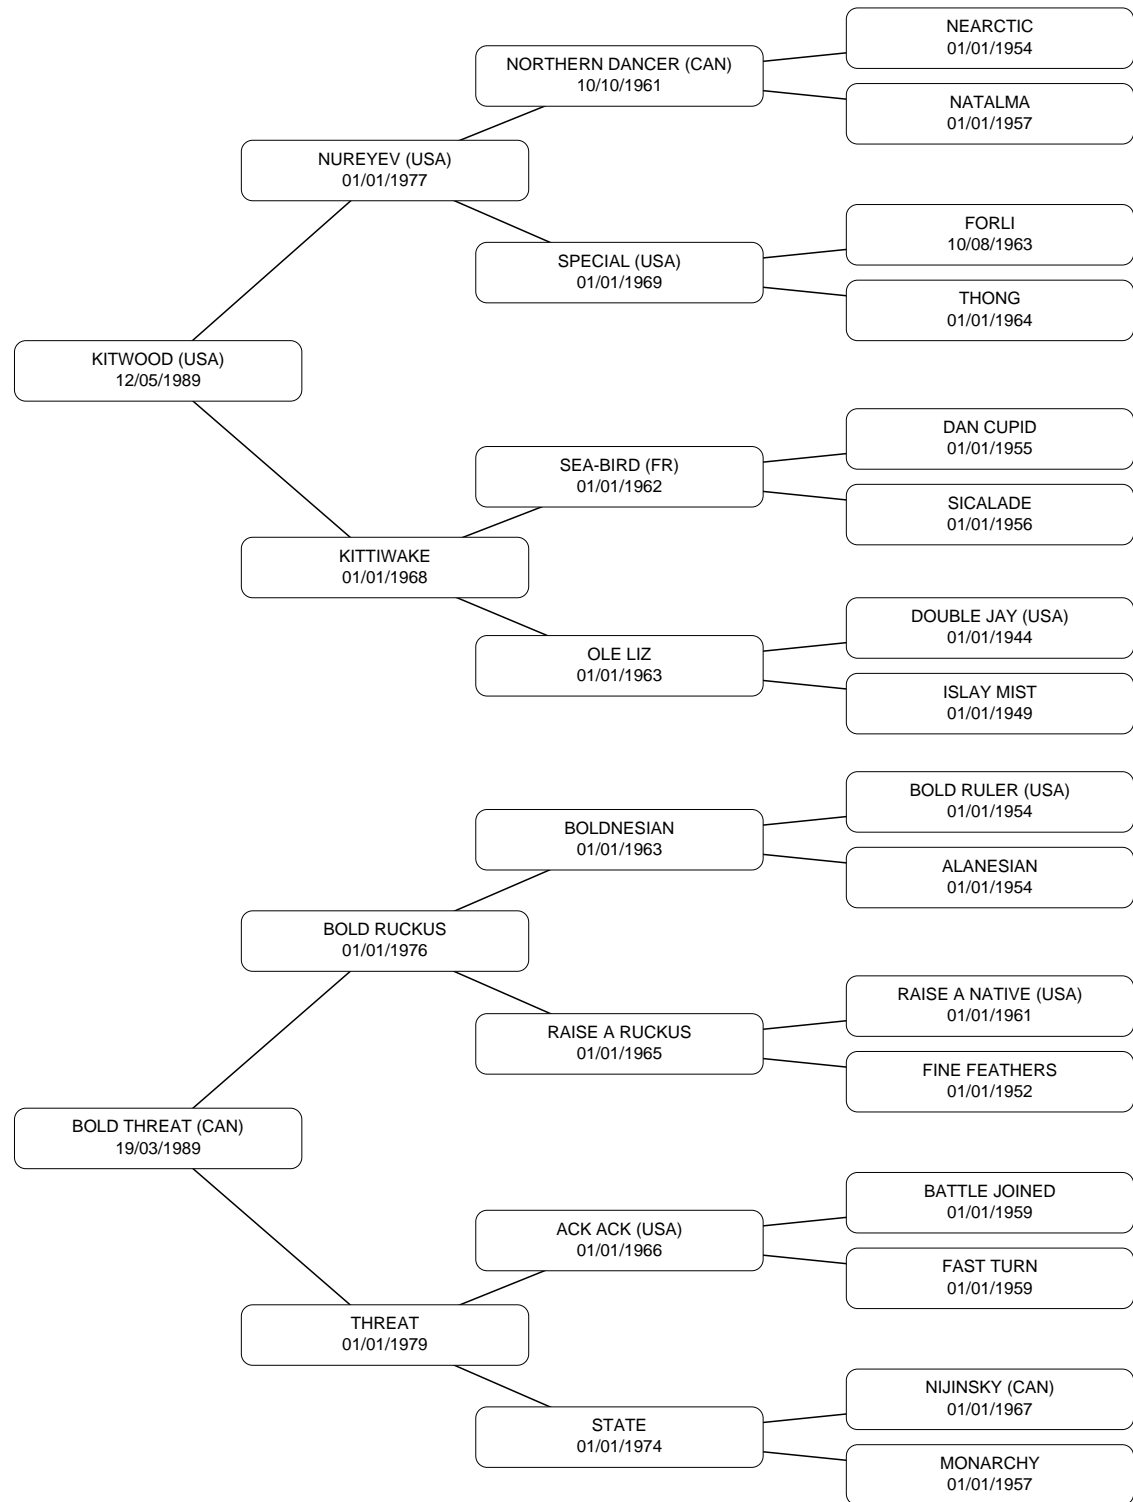 NEARCTIC
01/01/1954
NORTHERN DANCER (CAN)
10/10/1961
NATALMA
01/01/1957
NUREYEV (USA)
01/01/1977
FORLI
10/08/1963
SPECIAL (USA)
01/01/1969
THONG
01/01/1964
KITWOOD (USA)
12/05/1989
DAN CUPID
01/01/1955
SEA-BIRD (FR)
01/01/1962
SICALADE
01/01/1956
KITTIWAKE
01/01/1968
DOUBLE JAY (USA)
01/01/1944
OLE LIZ
01/01/1963
ISLAY MIST
01/01/1949
BOLD RULER (USA)
01/01/1954
BOLDNESIAN
01/01/1963
ALANESIAN
01/01/1954
BOLD RUCKUS
01/01/1976
RAISE A NATIVE (USA)
01/01/1961
RAISE A RUCKUS
01/01/1965
FINE FEATHERS
01/01/1952
BOLD THREAT (CAN)
19/03/1989
BATTLE JOINED
01/01/1959
ACK ACK (USA)
01/01/1966
FAST TURN
01/01/1959
THREAT
01/01/1979
NIJINSKY (CAN)
01/01/1967
STATE
01/01/1974
MONARCHY
01/01/1957